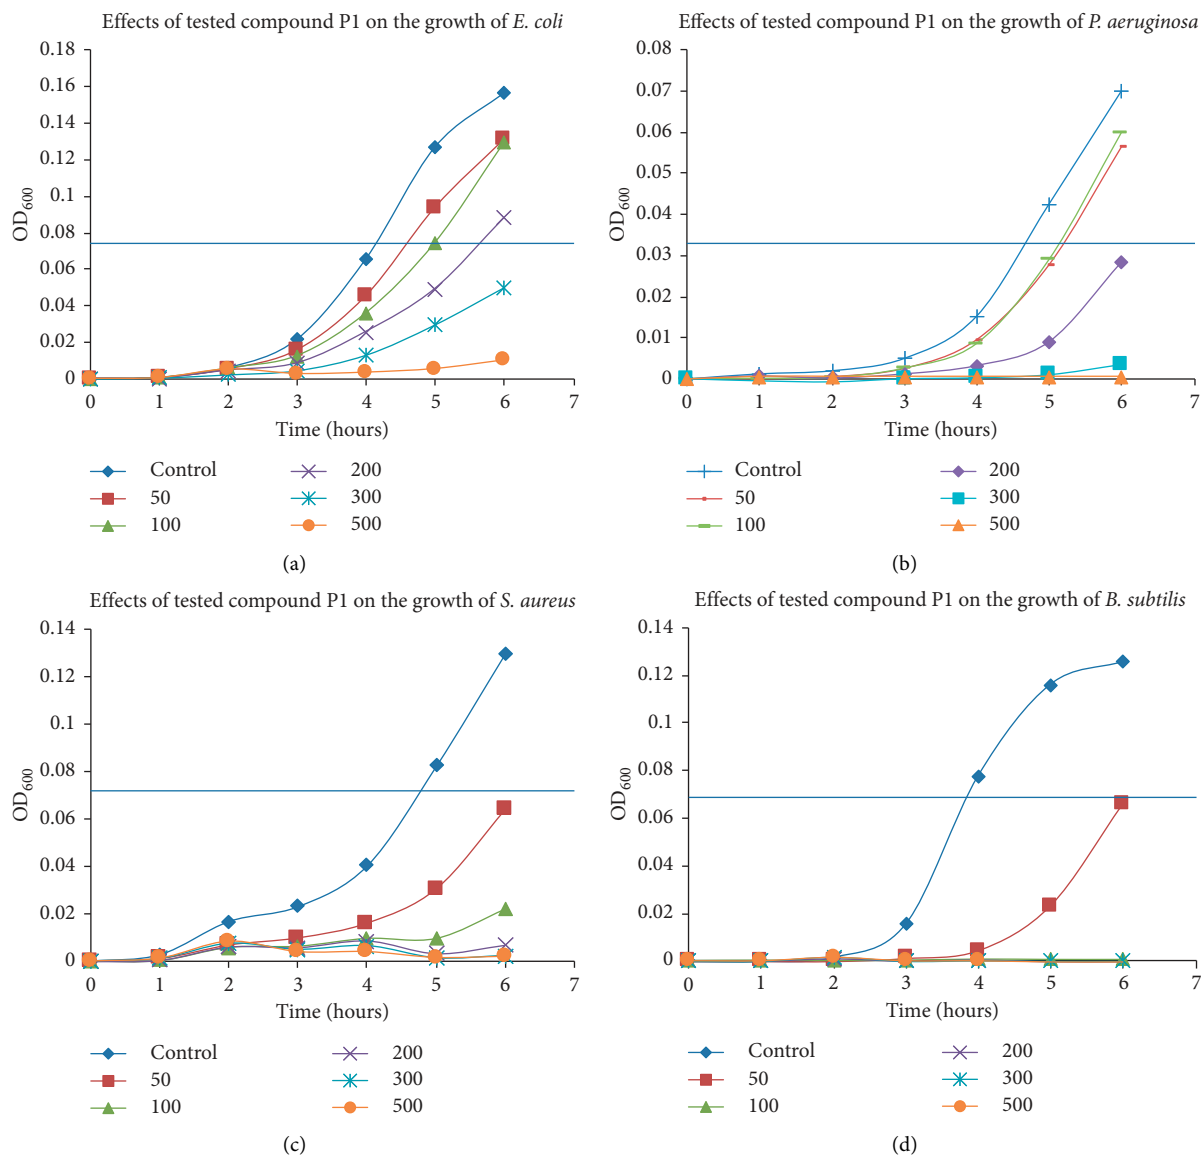 Effects of tested compound P1 on the growth of E. coli
0.18
0.16
0.14
0.12
0.1
0.08
0.06
0.04
0.02
0
OD600
0 1 2 3 4 5 6 7
Time (hours)
Control 200
50 300
100 500
(a)
Effects of tested compound P1 on the growth of P. aeruginosa
0.08
0.07
0.06
0.05
0.04
0.03
0.02
0.01
0
OD600
0 1 2 3 4 5 6 7
Time (hours)
Control 200
50 300
100 500
(b)
Effects of tested compound P1 on the growth of S. aureus
0.14
0.12
0.1
0.08
0.06
0.04
0.02
0
OD600
0 1 2 3 4 5 6 7
Time (hours)
Control 200
50 300
100 500
(c)
Effects of tested compound P1 on the growth of B. subtilis
0.14
0.12
0.1
0.08
0.06
0.04
0.02
0
OD600
0 1 2 3 4 5 6 7
Time (hours)
Control 200
50 300
100 500
(d)